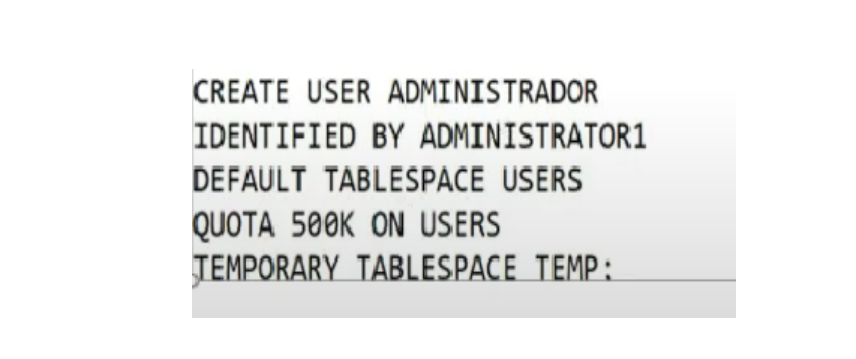 CREATE USER ADMINISTRADOR
IDENTIFIED BY ADMINISTRATOR1
DEFAULT TABLESPACE USERS
QUOTA 500K ON USERS
TEMPORARY TABLESPACE TEMP;